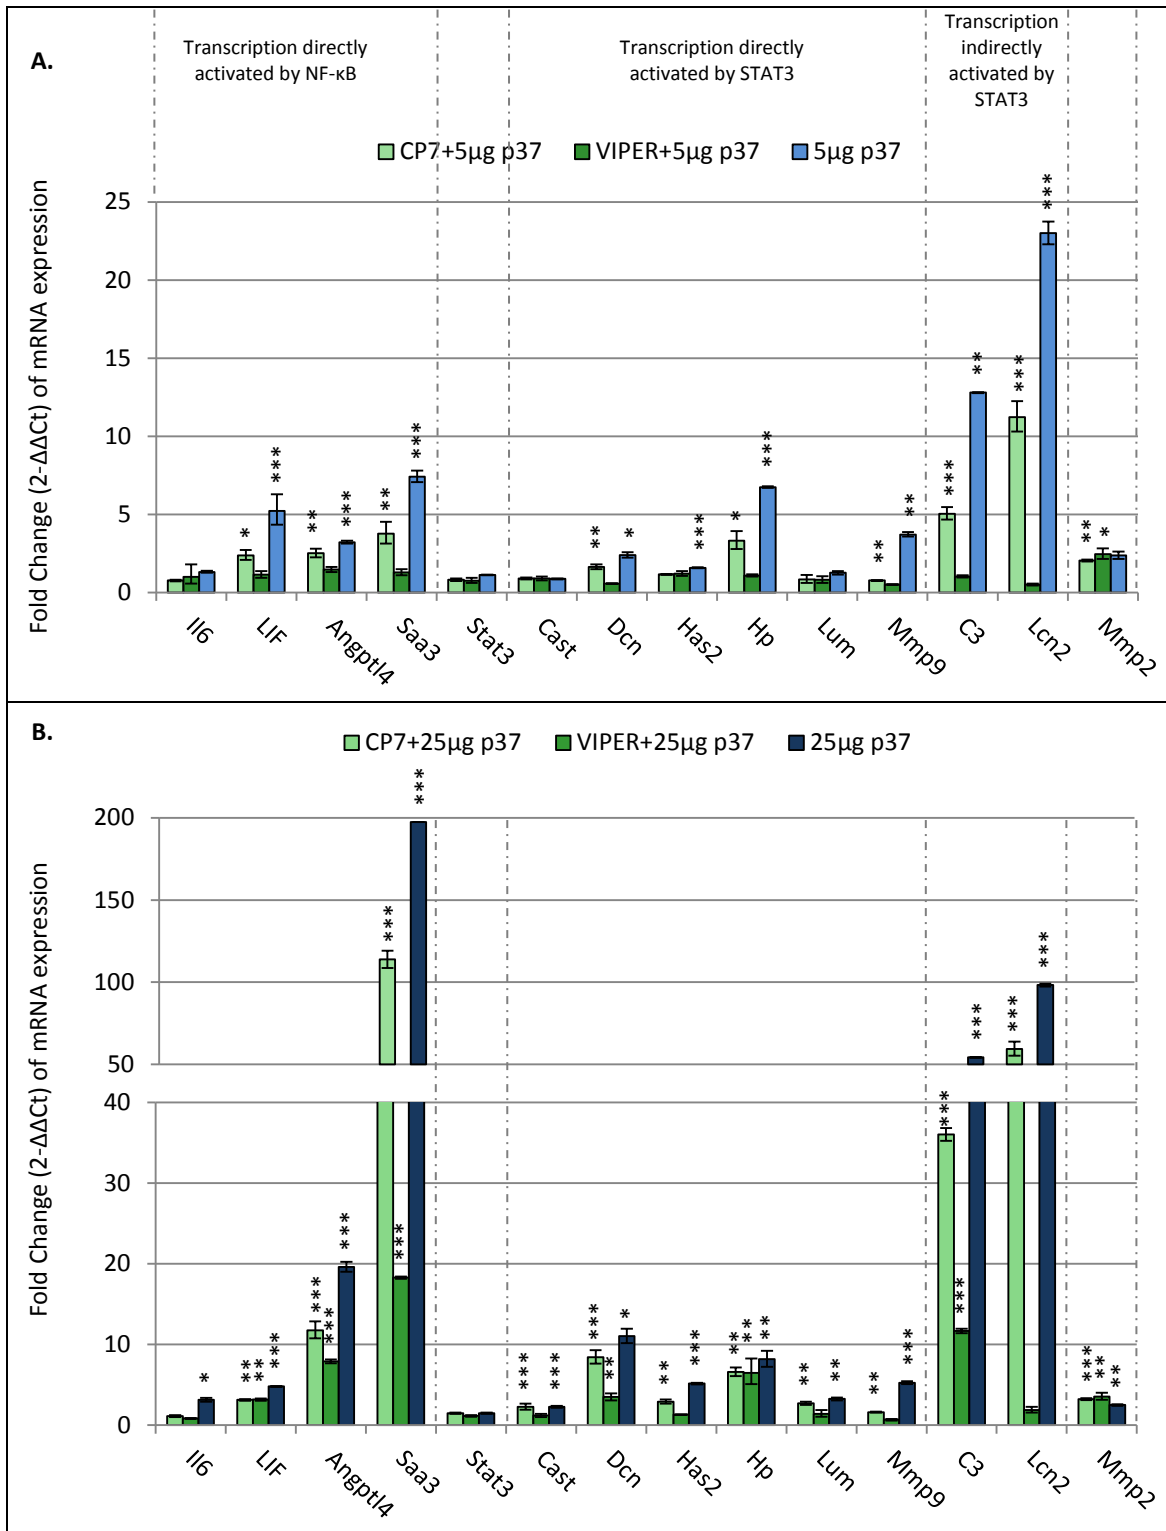 A.
Transcription directly
activated by NF-κB
Transcription directly
activated by STAT3
Transcription
indirectly
activated by
STAT3
CP7+5µg p37 VIPER+5µg p37 5µg p37
Fold Change (2-ΔΔCt) of mRNA expression
25
20
15
10
5
0
* *** ** *** ** *** ** * *** * *** ** ** *** ** *** *** ** *
Il6 LIF Angptl4 Saa3 Stat3 Cast Dcn Has2 Hp Lum Mmp9 C3 Lcn2 Mmp2
B.
CP7+25µg p37 VIPER+25µg p37 25µg p37
Fold Change (2-ΔΔCt) of mRNA expression
200
150
100
50
40
30
20
10
0
* ** ** *** *** *** *** *** *** *** *** *** *** ** * ** *** ** ** ** ** ** ** *** *** *** *** *** *** *** ** **
Il6 LIF Angptl4 Saa3 Stat3 Cast Dcn Has2 Hp Lum Mmp9 C3 Lcn2 Mmp2